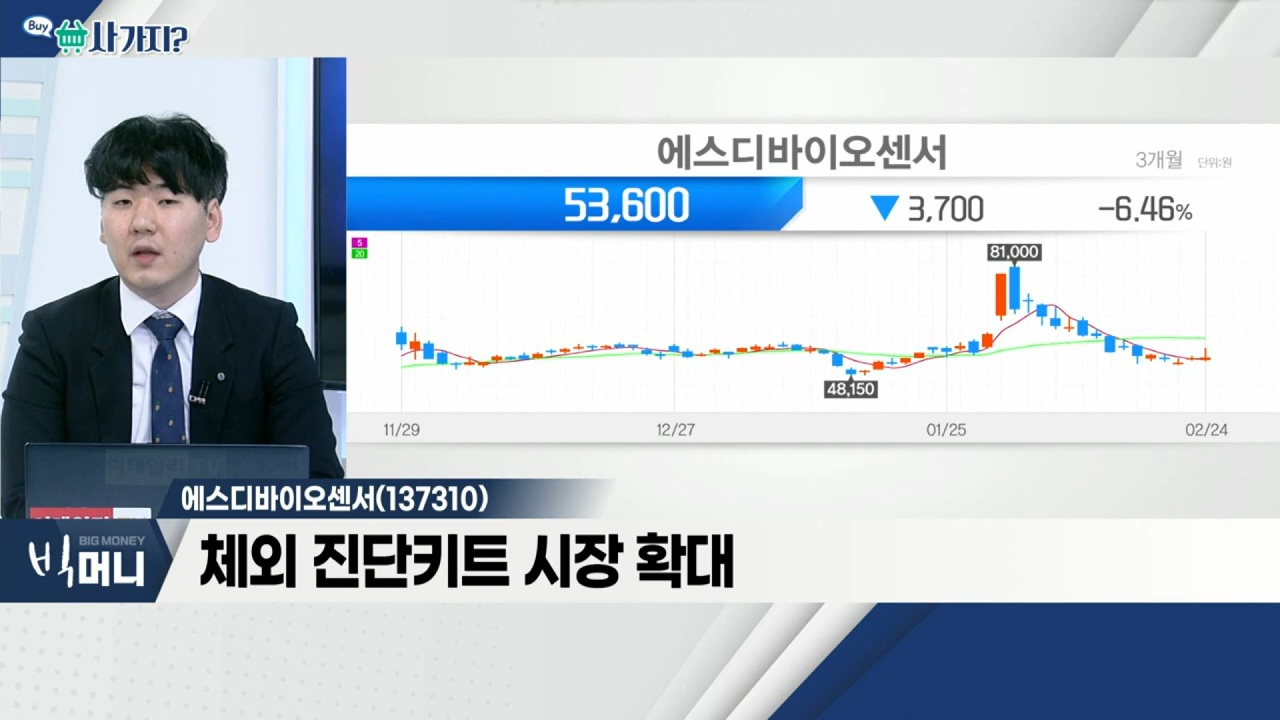 Buy
사가지?
에스디바이오센서
3개월 단위:원
53,600 ▼ 3,700 -6.46%
5
20
81,000
48,150
11/29 12/27 01/25 02/24
에스디바이오센서(137310)
BIG MONEY
빅머니
체외 진단키트 시장 확대